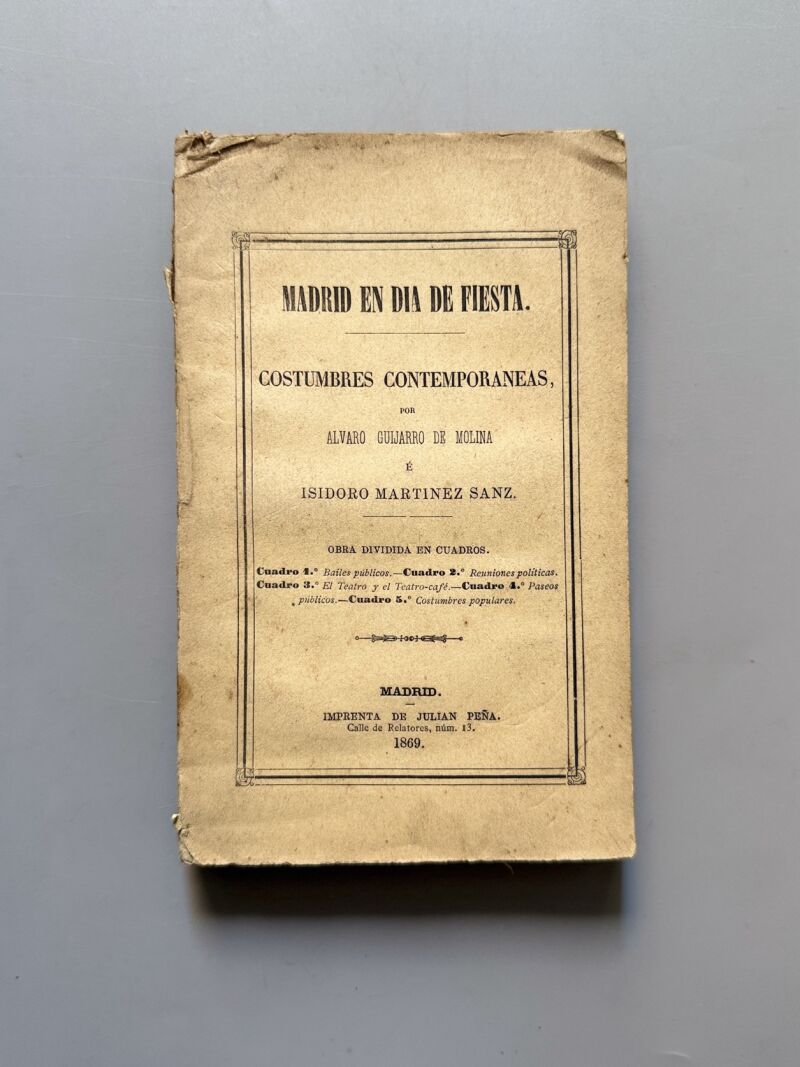 MADRID EN DIA DE FIESTA.
COSTUMBRES CONTEMPORANEAS,
POR
ALVARO GUIJARRO DE MOLINA
É
ISIDORO MARTINEZ SANZ.
OBRA DIVIDIDA EN CUADROS.
Cuadro 1.° Bailes públicos.—Cuadro 2.° Reuniones políticas.
Cuadro 3.° El Teatro y el Teatro-café.—Cuadro 4.° Paseos
públicos.—Cuadro 5.° Costumbres populares.
MADRID.
IMPRENTA DE JULIAN PEÑA.
Calle de Relatores, núm. 13.
1869.